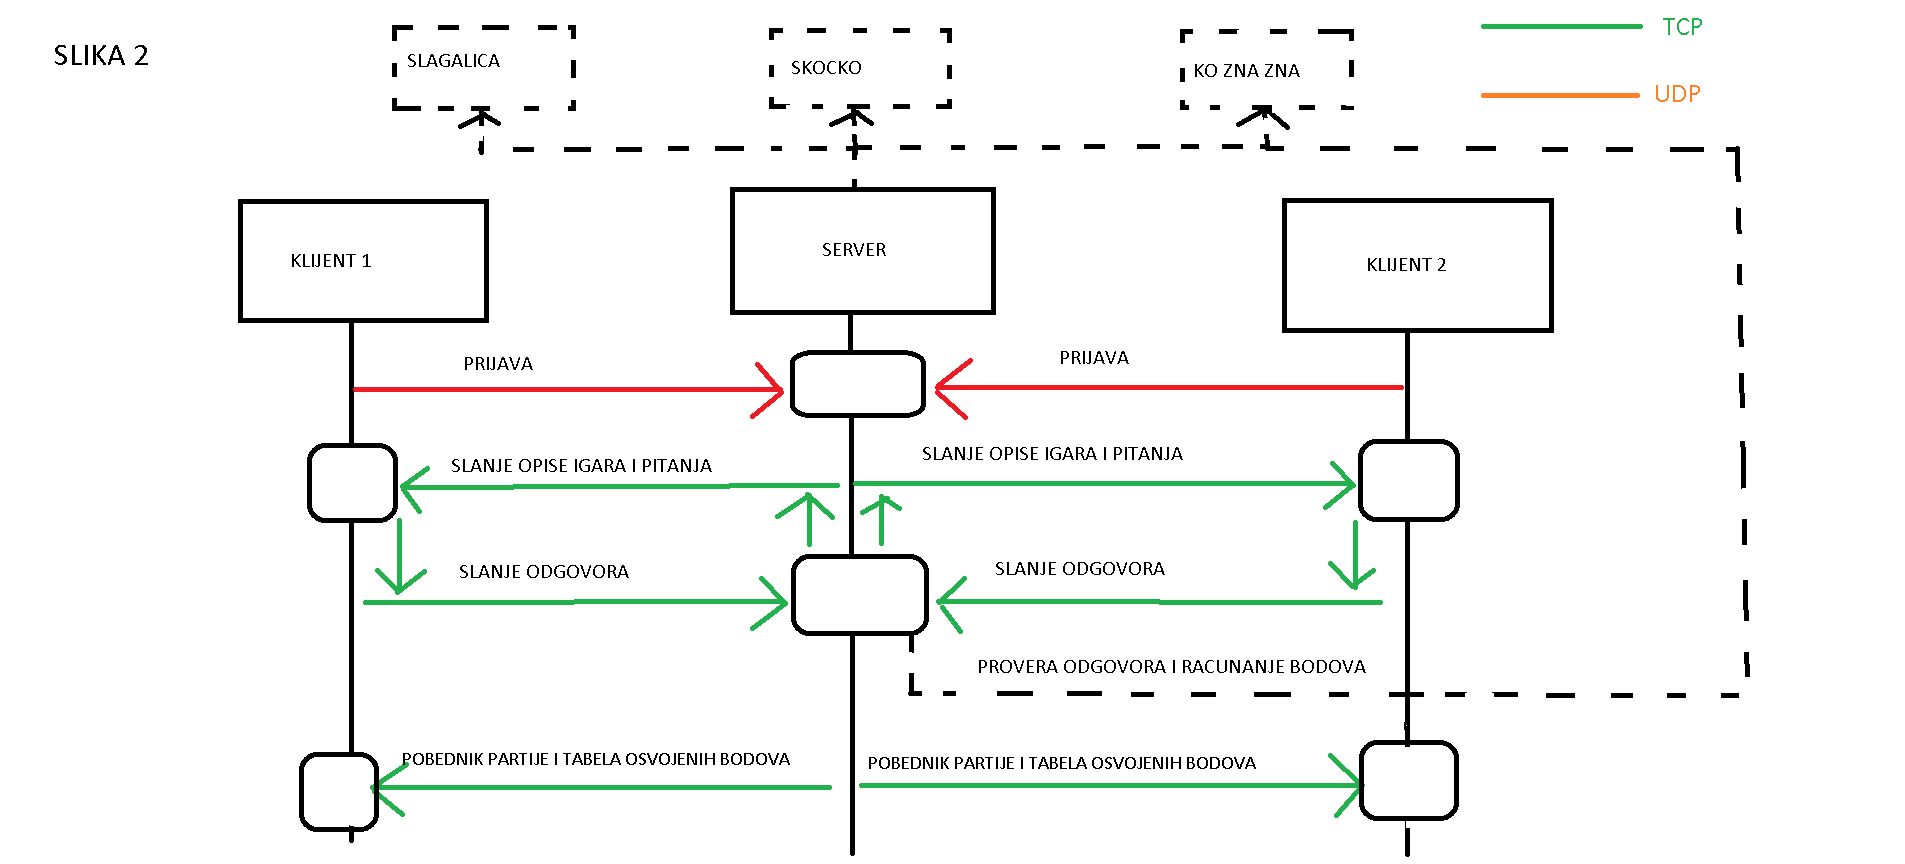 SLIKA 2
SLAGALICA
SKOCKO
KO ZNA ZNA
TCP
UDP
KLIJENT 1
SERVER
KLIJENT 2
PRIJAVA
PRIJAVA
SLANJE OPISE IGARA I PITANJA
SLANJE OPISE IGARA I PITANJA
SLANJE ODGOVORA
SLANJE ODGOVORA
PROVERA ODGOVORA I RACUNANJE BODOVA
POBEDNIK PARTIJE I TABELA OSVOJENIH BODOVA
POBEDNIK PARTIJE I TABELA OSVOJENIH BODOVA